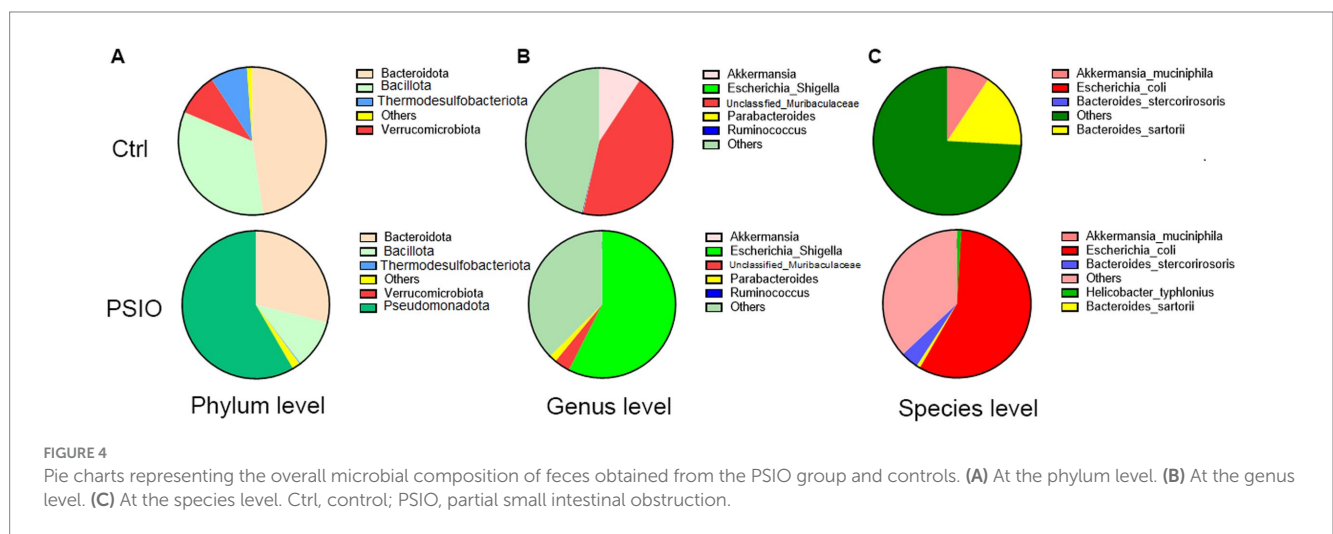 A
B
C
Ctrl
Bacteroidota
Bacillota
Thermodesulfobacteriota
Others
Verrucomicrobiota
Akkermansia
Escherichia_Shigella
Unclassified_Muribaculaceae
Parabacteroides
Ruminococcus
Others
Akkermansia_muciniphila
Escherichia_coli
Bacteroides_stercorirosoris
Others
Bacteroides_sartorii
PSIO
Bacteroidota
Bacillota
Thermodesulfobacteriota
Others
Verrucomicrobiota
Pseudomonadota
Akkermansia
Escherichia_Shigella
Unclassified_Muribaculaceae
Parabacteroides
Ruminococcus
Others
Akkermansia_muciniphila
Escherichia_coli
Bacteroides_stercorirosoris
Others
Helicobacter_typhlonius
Bacteroides_sartorii
Phylum level
Genus level
Species level
FIGURE 4
Pie charts representing the overall microbial composition of feces obtained from the PSIO group and controls. (A) At the phylum level. (B) At the genus
level. (C) At the species level. Ctrl, control; PSIO, partial small intestinal obstruction.